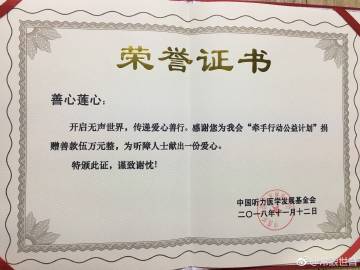 荣誉证书
善心莲心：
开启无声世界，传递爱心善行。感谢您为我会“牵手行动公益计划”捐
赠善款伍万元整，为听障人士献出一份爱心。
特颁此证，谨致谢忱！
中国听力医学发展基金会
二〇一八年十一月十二日